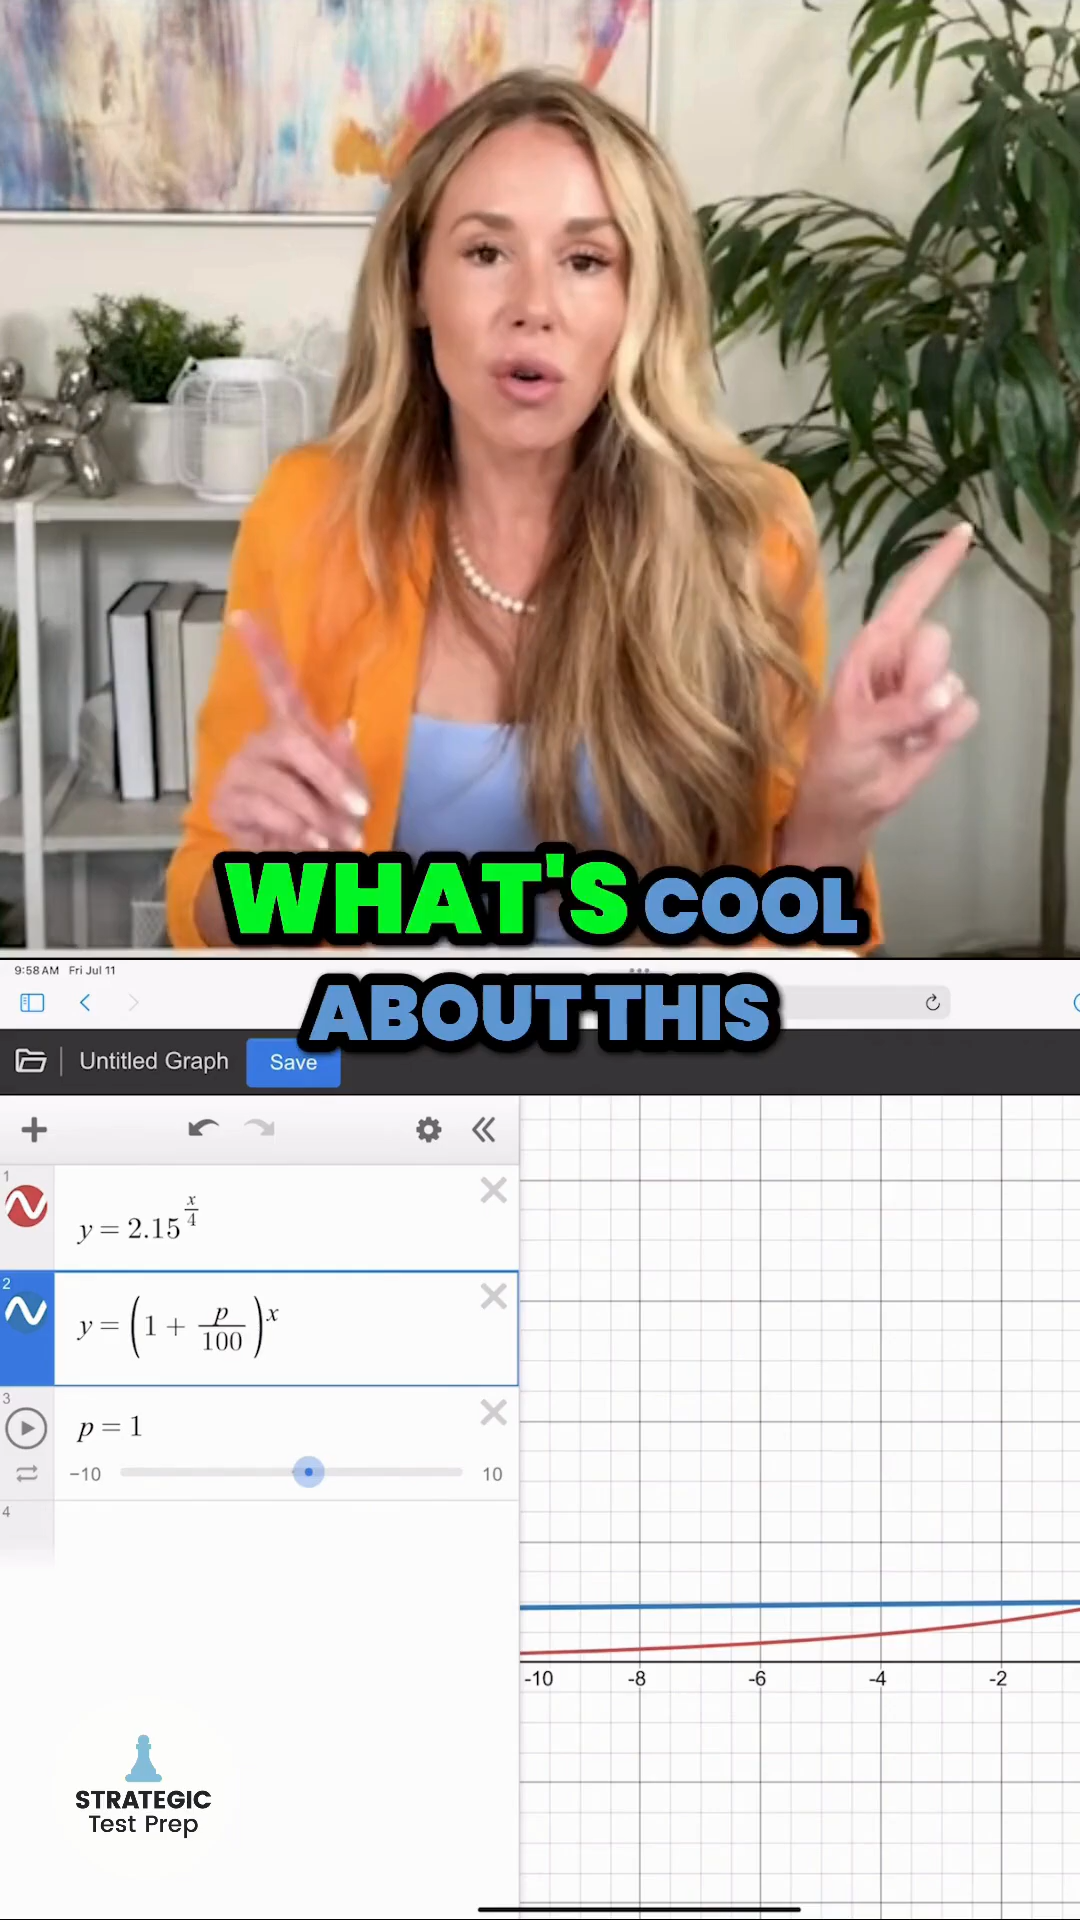 WHAT'S COOL
ABOUT THIS
9:58 AM Fri Jul 11
Untitled Graph
Save
1
y = 2.15^(x/4)
2
y = (1 + p/100)^x
3
p = 1
-10
10
4
-10 -8 -6 -4 -2
STRATEGIC
Test Prep